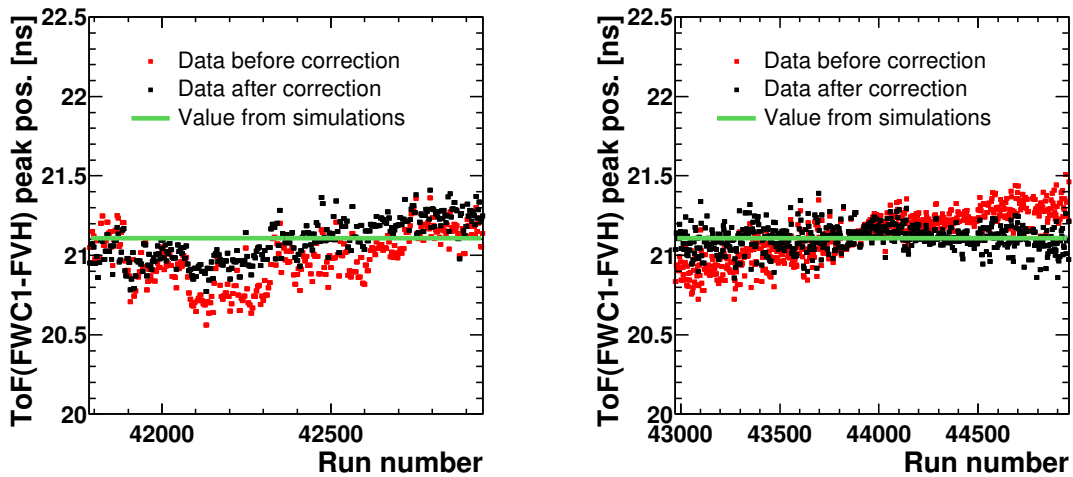 ToF(FWC1-FVH) peak pos. [ns]
22.5
22
21.5
21
20.5
20
Data before correction
Data after correction
Value from simulations
42000 42500
Run number
ToF(FWC1-FVH) peak pos. [ns]
22.5
22
21.5
21
20.5
20
Data before correction
Data after correction
Value from simulations
43000 43500 44000 44500
Run number